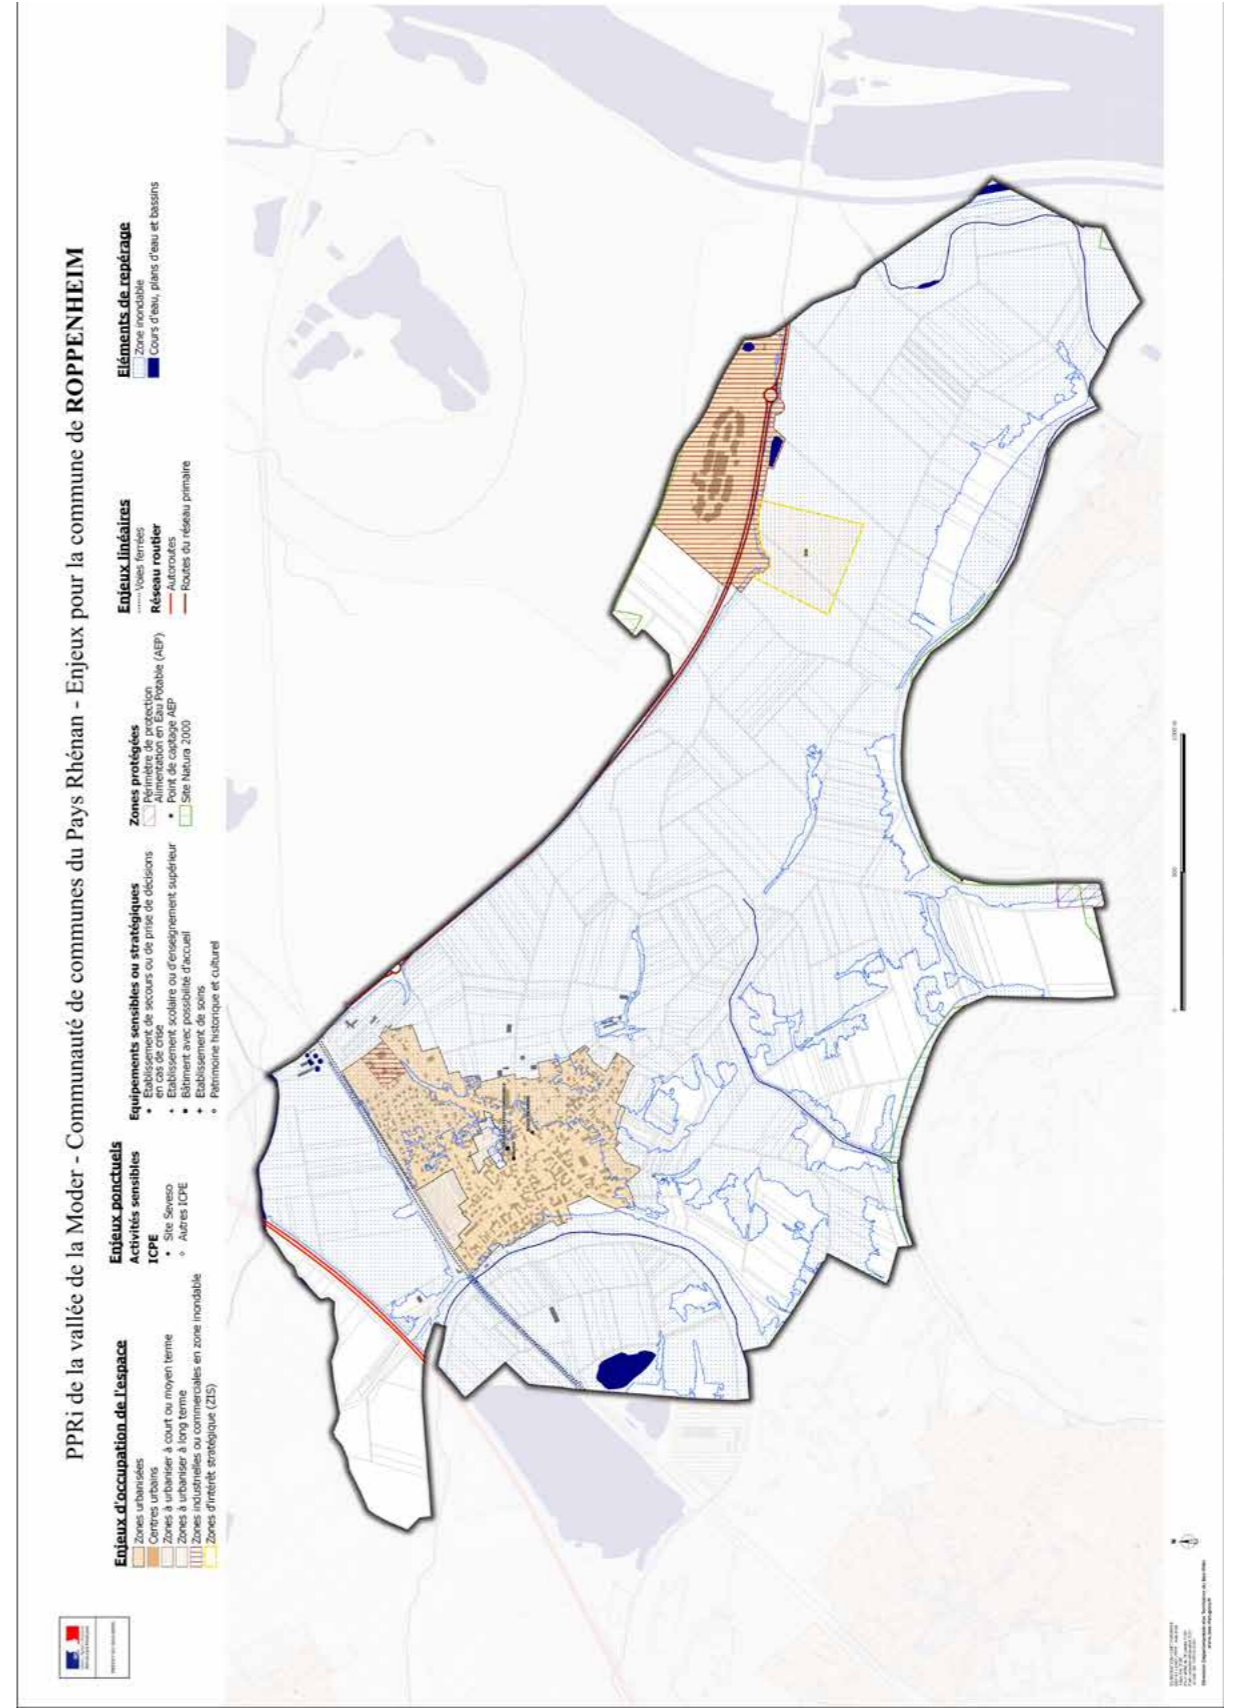 PPRi de la vallée de la Moder - Communauté de communes du Pays Rhénan - Enjeux pour la commune de ROPPENHEIM
Enjeux d'occupation de l'espace
Zones urbanisées
Centres urbains
Zones à urbaniser à court ou moyen terme
Zones à urbaniser à long terme
Zones industrielles ou commerciales en zone inondable
Zones d'intérêt stratégique (ZIS)
Enjeux ponctuels
Activités sensibles
ICPE
Site Seveso
Autres ICPE
Equipements sensibles ou stratégiques
Etablissement de secours ou de prise de décisions
en cas de crise
Etablissement scolaire ou d'enseignement supérieur
Bâtiment avec possibilité d'accueil
Etablissement de soins
Patrimoine historique et culturel
Zones protégées
Périmètre de protection
Alimentation en Eau Potable (AEP)
Point de captage AEP
Site Natura 2000
Enjeux linéaires
Voies ferrées
Réseau routier
Autoroutes
Routes du réseau primaire
Eléments de repérage
Zone inondable
Cours d'eau, plans d'eau et bassins